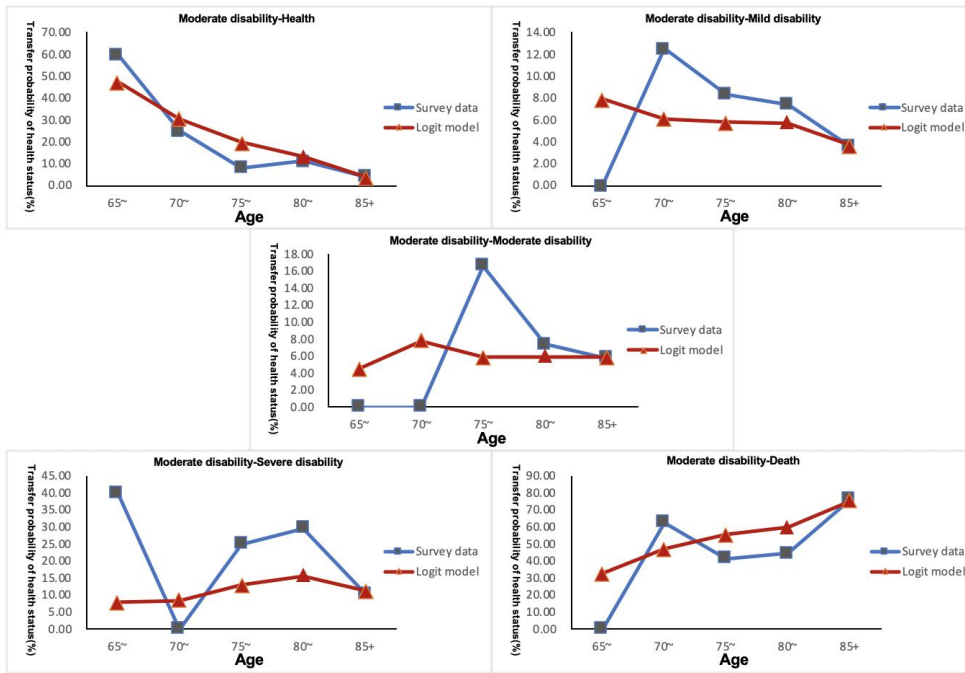 Moderate disability-Health
Transfer probability of health status(%)
70.00
60.00
50.00
40.00
30.00
20.00
10.00
0.00
65~ 70~ 75~ 80~ 85+
Age
Survey data
Logit model
Moderate disability-Mild disability
Transfer probability of health status(%)
14.00
12.00
10.00
8.00
6.00
4.00
2.00
0.00
65~ 70~ 75~ 80~ 85+
Age
Survey data
Logit model
Moderate disability-Moderate disability
Transfer probability of health status(%)
18.00
16.00
14.00
12.00
10.00
8.00
6.00
4.00
2.00
0.00
65~ 70~ 75~ 80~ 85+
Age
Survey data
Logit model
Moderate disability-Severe disability
Transfer probability of health status(%)
45.00
40.00
35.00
30.00
25.00
20.00
15.00
10.00
5.00
0.00
65~ 70~ 75~ 80~ 85+
Age
Survey data
Logit model
Moderate disability-Death
Transfer probability of health status(%)
90.00
80.00
70.00
60.00
50.00
40.00
30.00
20.00
10.00
0.00
65~ 70~ 75~ 80~ 85+
Age
Survey data
Logit model